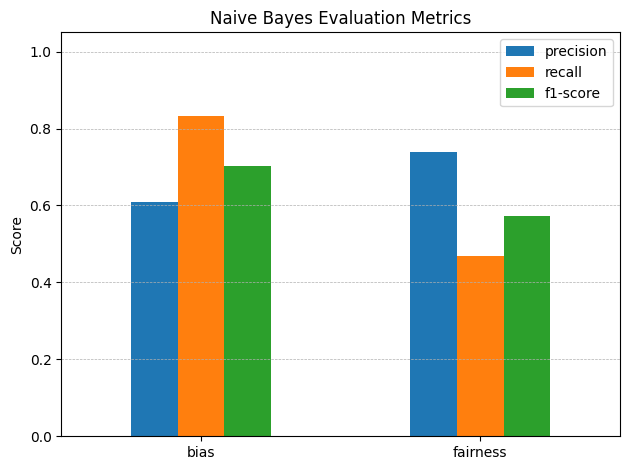 Naive Bayes Evaluation Metrics
precision
recall
f1-score
1.0
0.8
0.6
0.4
0.2
0.0
Score
bias
fairness